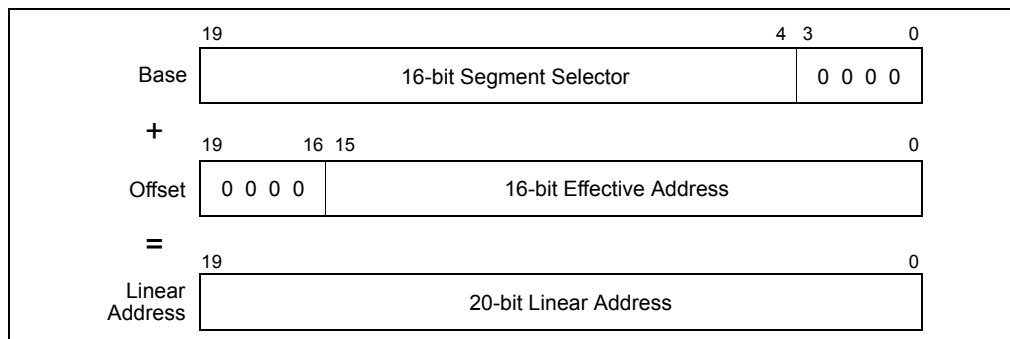 19 4 3 0
Base 16-bit Segment Selector 0 0 0 0
+
19 16 15 0
Offset 0 0 0 0 16-bit Effective Address
=
19 0
Linear
Address 20-bit Linear Address